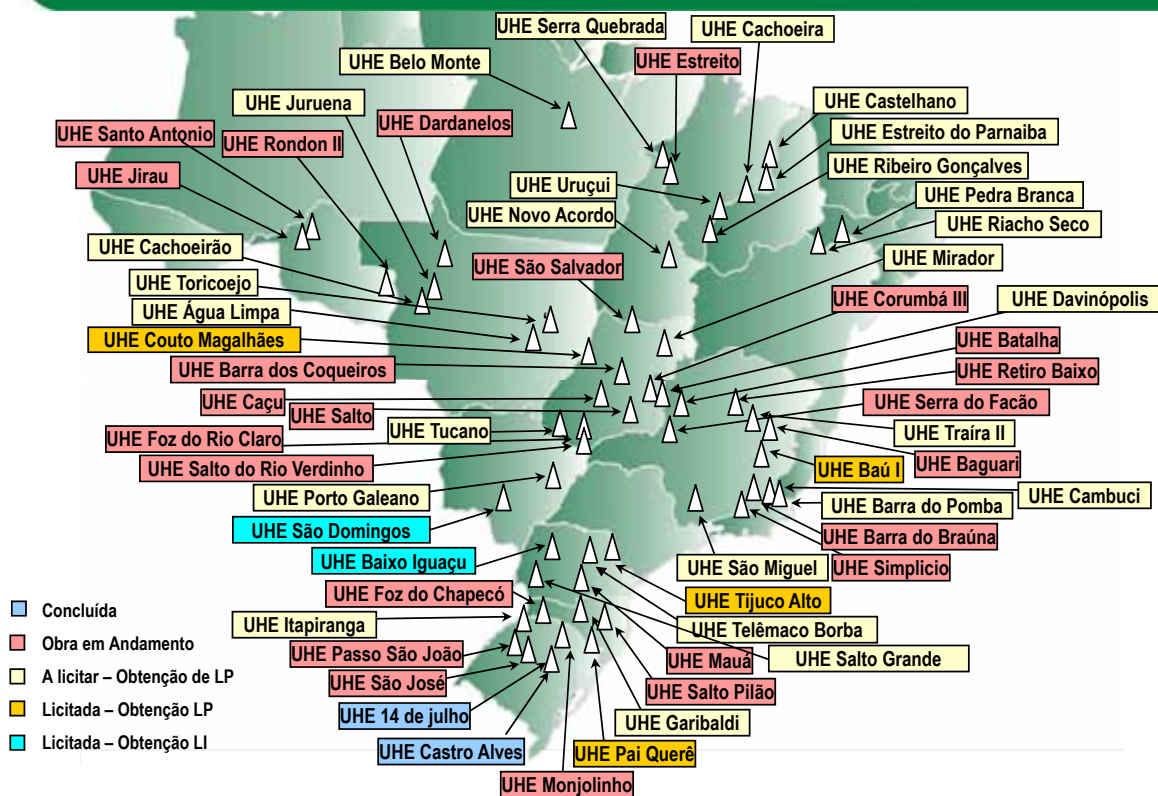 UHE Serra Quebrada
UHE Cachoeira
UHE Belo Monte
UHE Estreito
UHE Juruena
UHE Castelhano
UHE Santo Antonio
UHE Dardanelos
UHE Estreito do Parnaiba
UHE Rondon II
UHE Ribeiro Gonçalves
UHE Jirau
UHE Uruçui
UHE Pedra Branca
UHE Novo Acordo
UHE Riacho Seco
UHE Cachoeirão
UHE Mirador
UHE São Salvador
UHE Toricoejo
UHE Corumbá III
UHE Davinópolis
UHE Água Limpa
UHE Couto Magalhães
UHE Batalha
UHE Barra dos Coqueiros
UHE Retiro Baixo
UHE Caçu
UHE Serra do Facão
UHE Salto
UHE Tucano
UHE Traíra II
UHE Foz do Rio Claro
UHE Baú I
UHE Baguari
UHE Salto do Rio Verdinho
UHE Porto Galeano
UHE Cambuci
UHE Barra do Pomba
UHE São Domingos
UHE Barra do Braúna
UHE Baixo Iguaçu
UHE São Miguel
UHE Simplicio
UHE Foz do Chapecó
UHE Tijuco Alto
UHE Itapiranga
UHE Telêmaco Borba
UHE Passo São João
UHE Mauá
UHE Salto Grande
UHE São José
UHE Salto Pilão
UHE 14 de julho
UHE Garibaldi
UHE Castro Alves
UHE Pai Querê
UHE Monjolinho
Concluída
Obra em Andamento
A licitar – Obtenção de LP
Licitada – Obtenção LP
Licitada – Obtenção LI